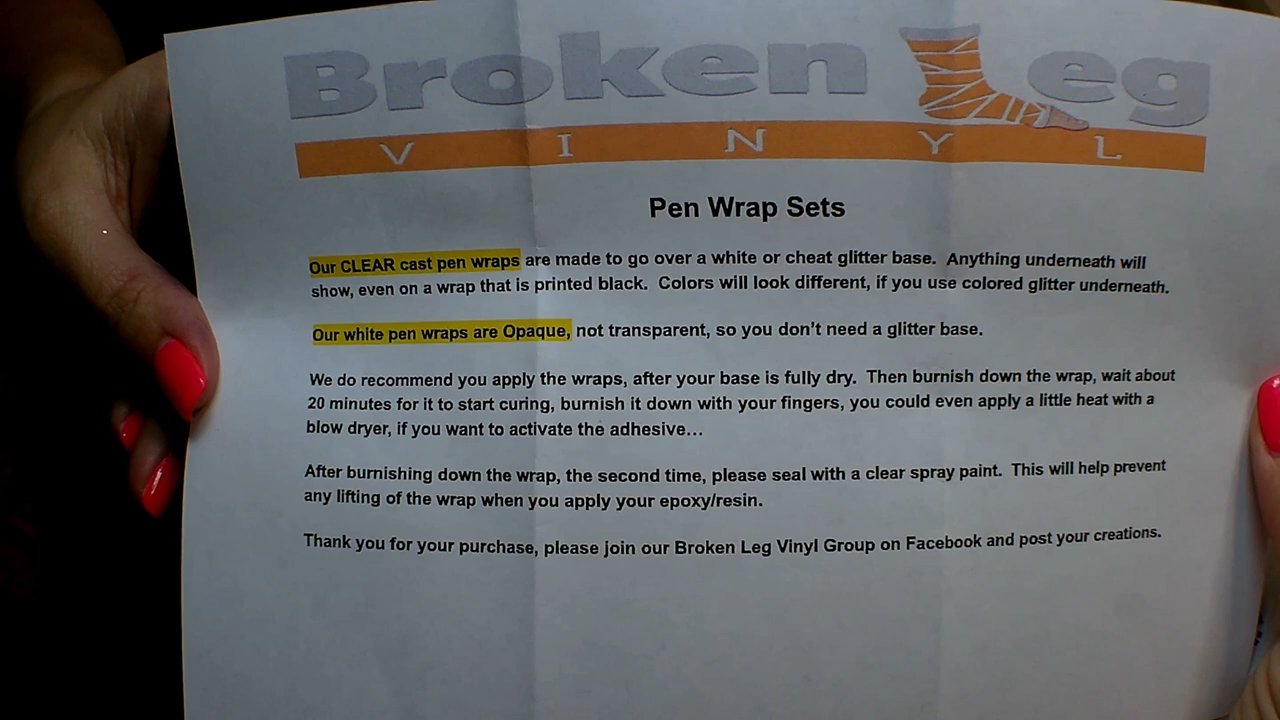 Broken Leg
VINYL
Pen Wrap Sets
Our CLEAR cast pen wraps are made to go over a white or cheat glitter base. Anything underneath will
show, even on a wrap that is printed black. Colors will look different, if you use colored glitter underneath.
Our white pen wraps are Opaque, not transparent, so you don't need a glitter base.
We do recommend you apply the wraps, after your base is fully dry. Then burnish down the wrap, wait about
20 minutes for it to start curing, burnish it down with your fingers, you could even apply a little heat with a
blow dryer, if you want to activate the adhesive...
After burnishing down the wrap, the second time, please seal with a clear spray paint. This will help prevent
any lifting of the wrap when you apply your epoxy/resin.
Thank you for your purchase, please join our Broken Leg Vinyl Group on Facebook and post your creations.